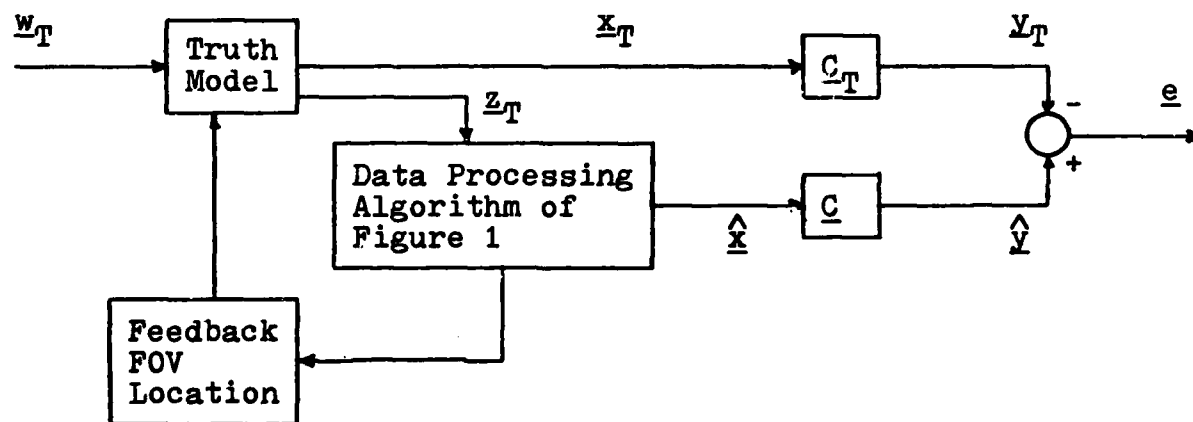 w_T
Truth
Model
x_T
C_T
y_T
-
+
e
z_T
Data Processing
Algorithm of
Figure 1
x̂
C
ŷ
Feedback
FOV
Location